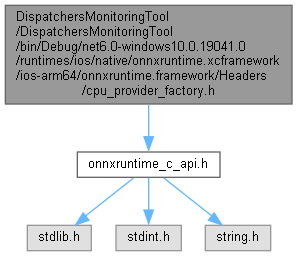 DispatchersMonitoringTool
/DispatchersMonitoringTool
/bin/Debug/net6.0-windows10.0.19041.0
/runtimes/ios/native/onnxruntime.xcframework
/ios-arm64/onnxruntime.framework/Headers
/cpu_provider_factory.h
onnxruntime_c_api.h
stdlib.h
stdint.h
string.h